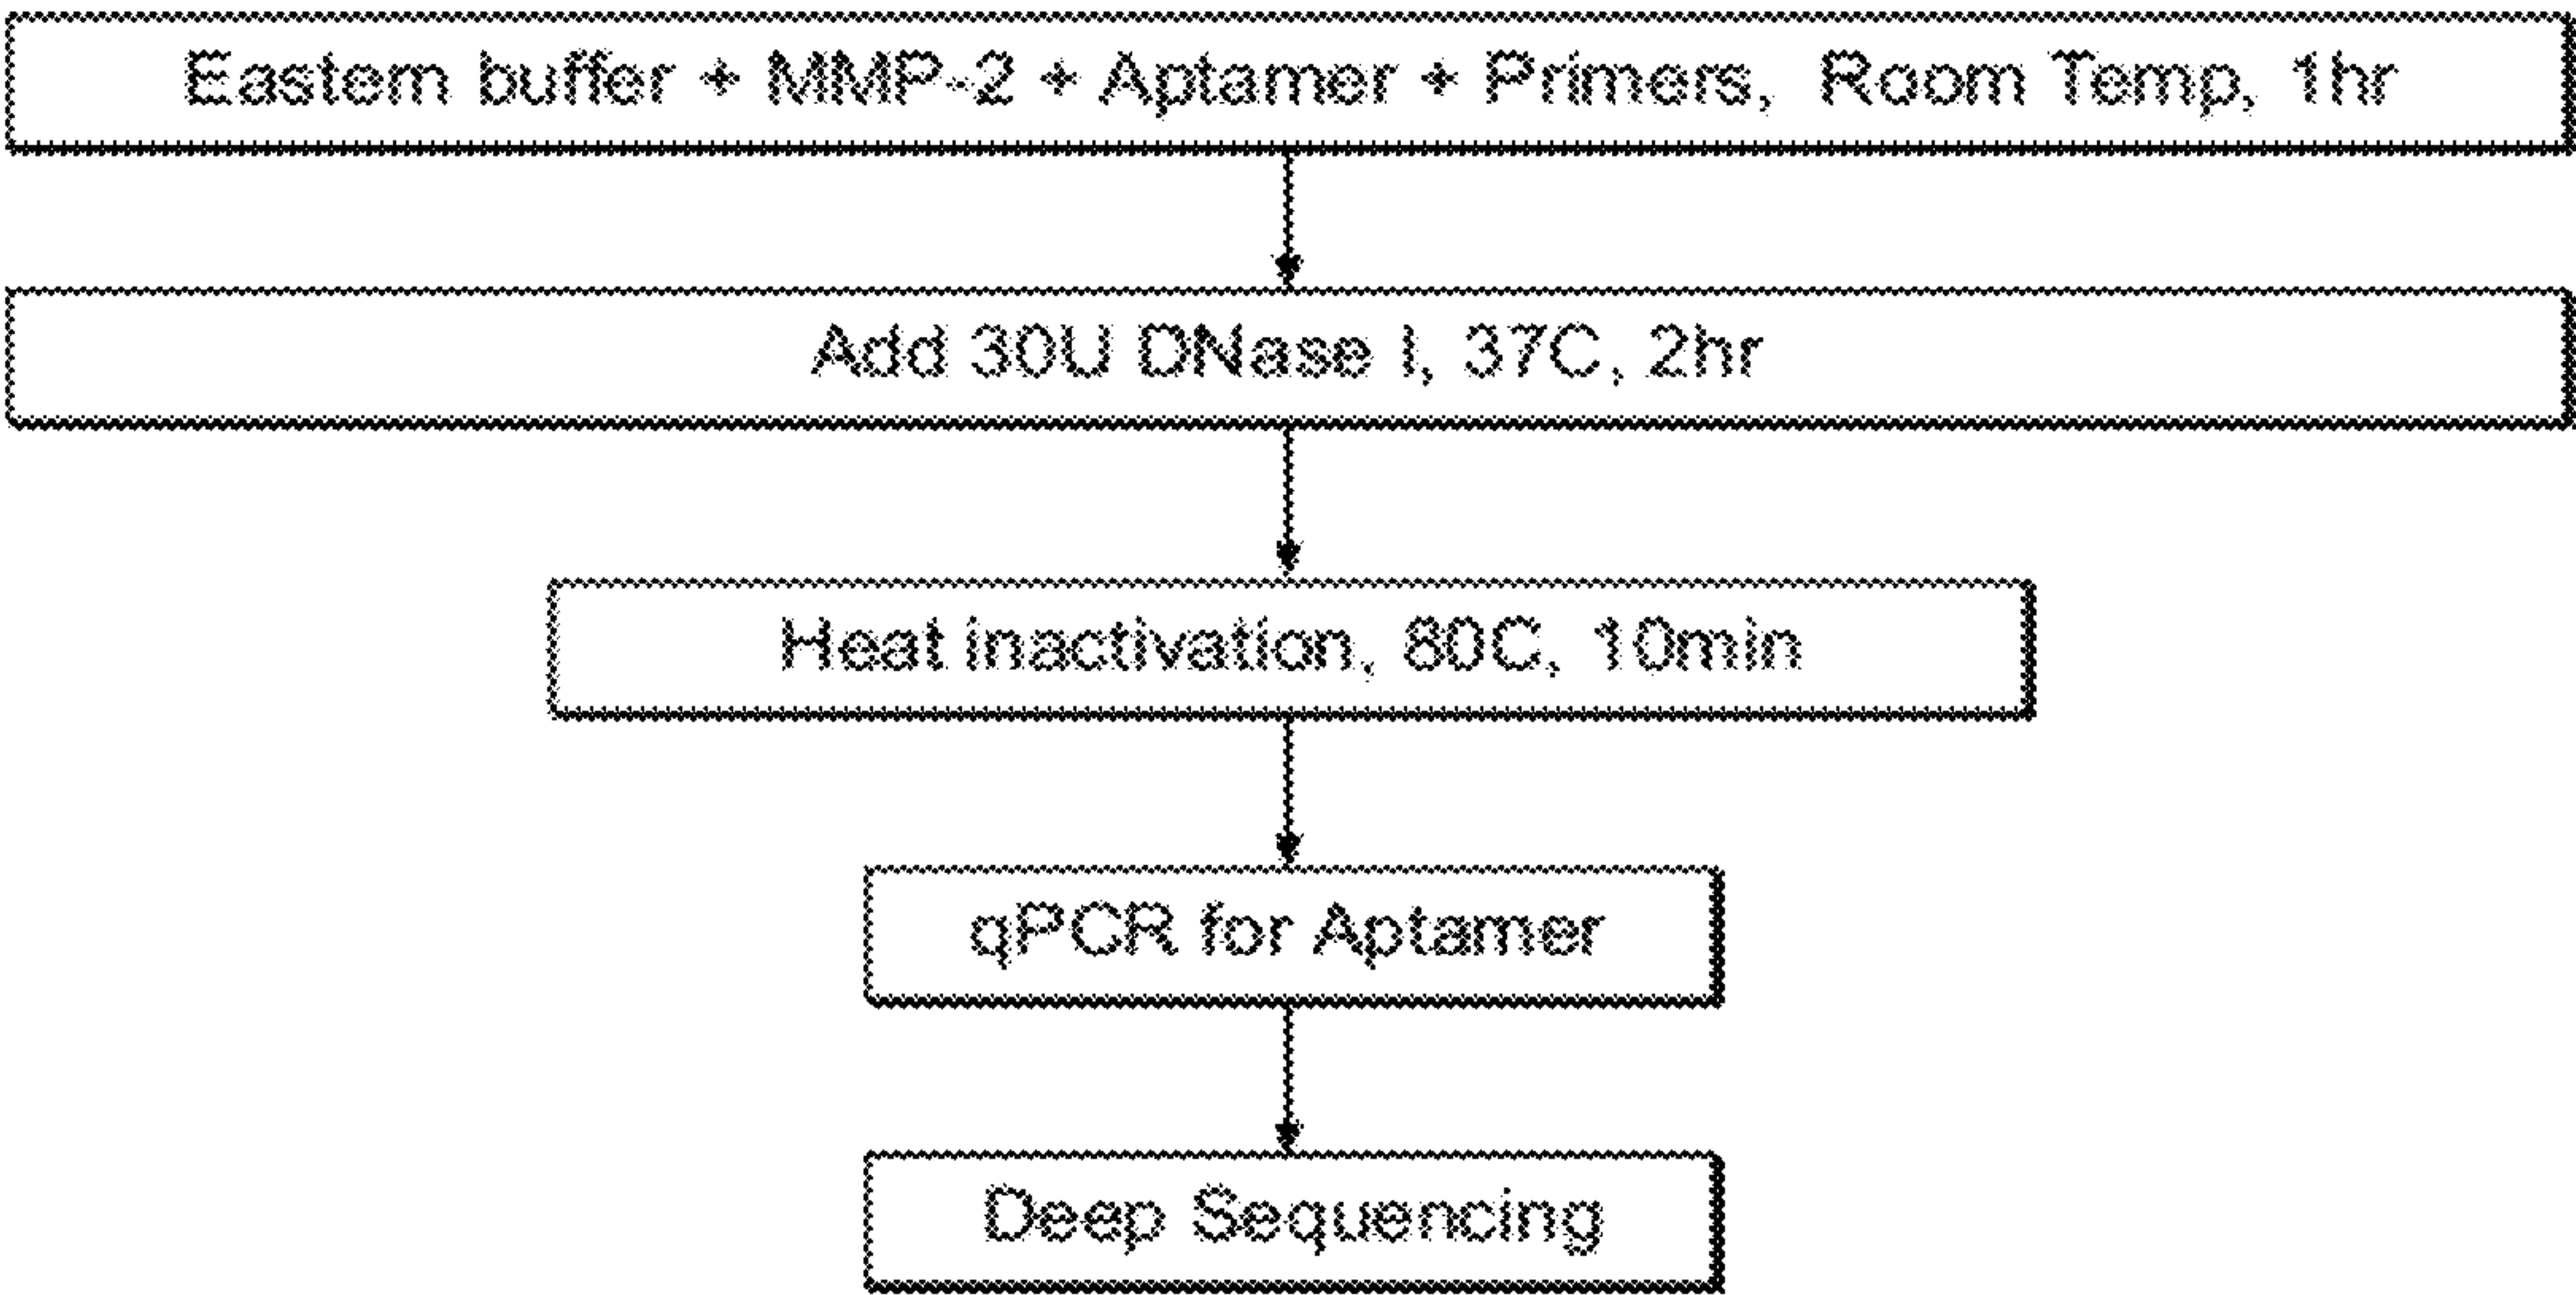 Eastern buffer + MMP-2 + Aptamer + Primers, Room Temp, 1hr
Add 30U DNase I, 37C, 2hr
Heat inactivation, 80C, 10min
qPCR for Aptamer
Deep Sequencing